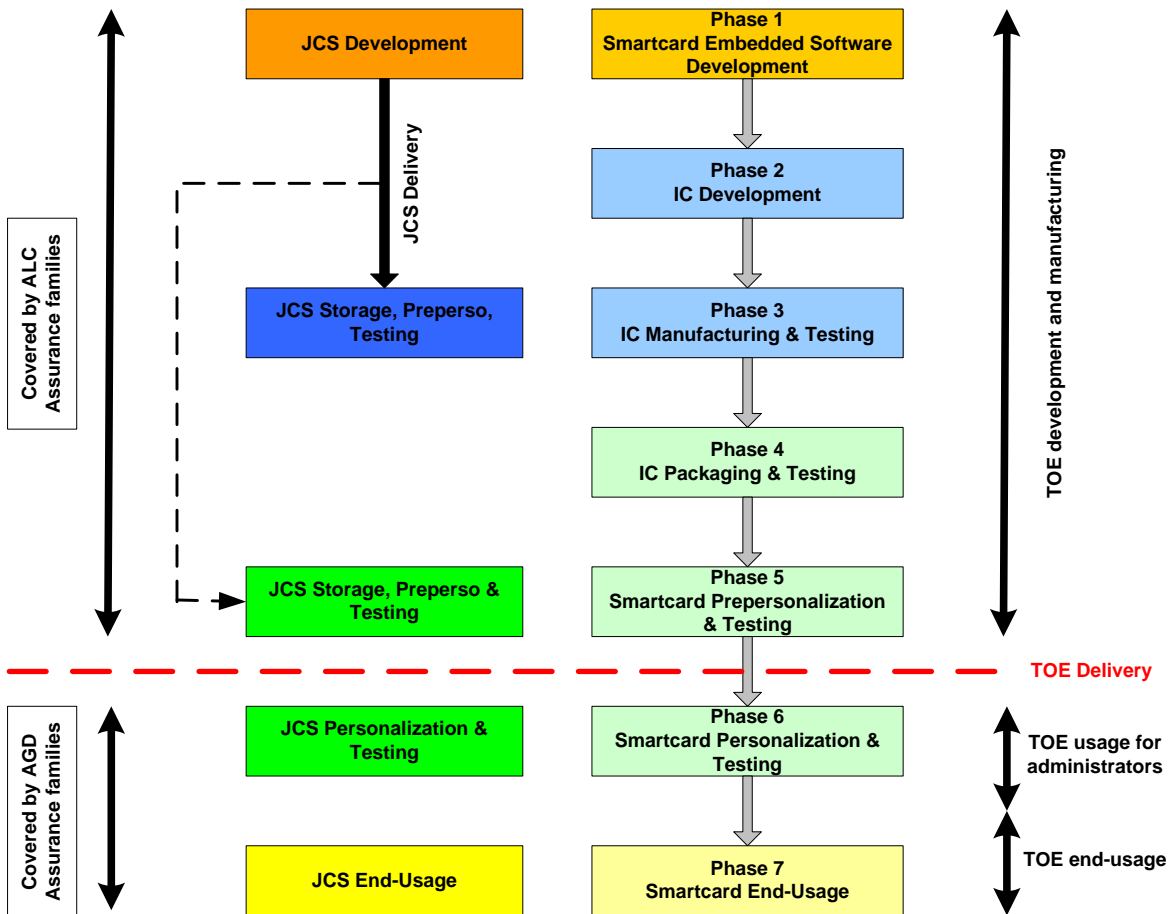 JCS Development
Phase 1
Smartcard Embedded Software
Development
JCS Delivery
Phase 2
IC Development
Covered by ALC
Assurance families
TOE development and manufacturing
JCS Storage, Preperso,
Testing
Phase 3
IC Manufacturing & Testing
Phase 4
IC Packaging & Testing
JCS Storage, Preperso &
Testing
Phase 5
Smartcard Prepersonalization
& Testing
TOE Delivery
Covered by AGD
Assurance families
JCS Personalization &
Testing
Phase 6
Smartcard Personalization &
Testing
TOE usage for
administrators
JCS End-Usage
Phase 7
Smartcard End-Usage
TOE end-usage